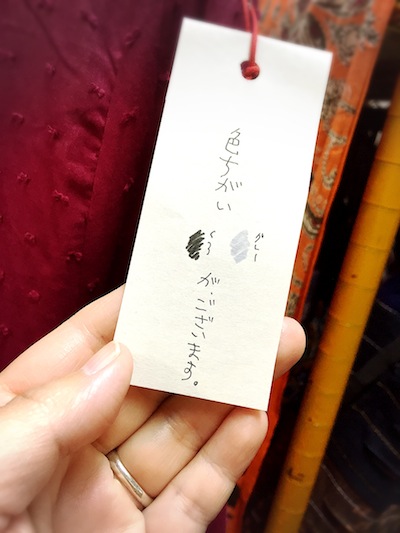 色ちがい
グレー
くろ
が、ございます。